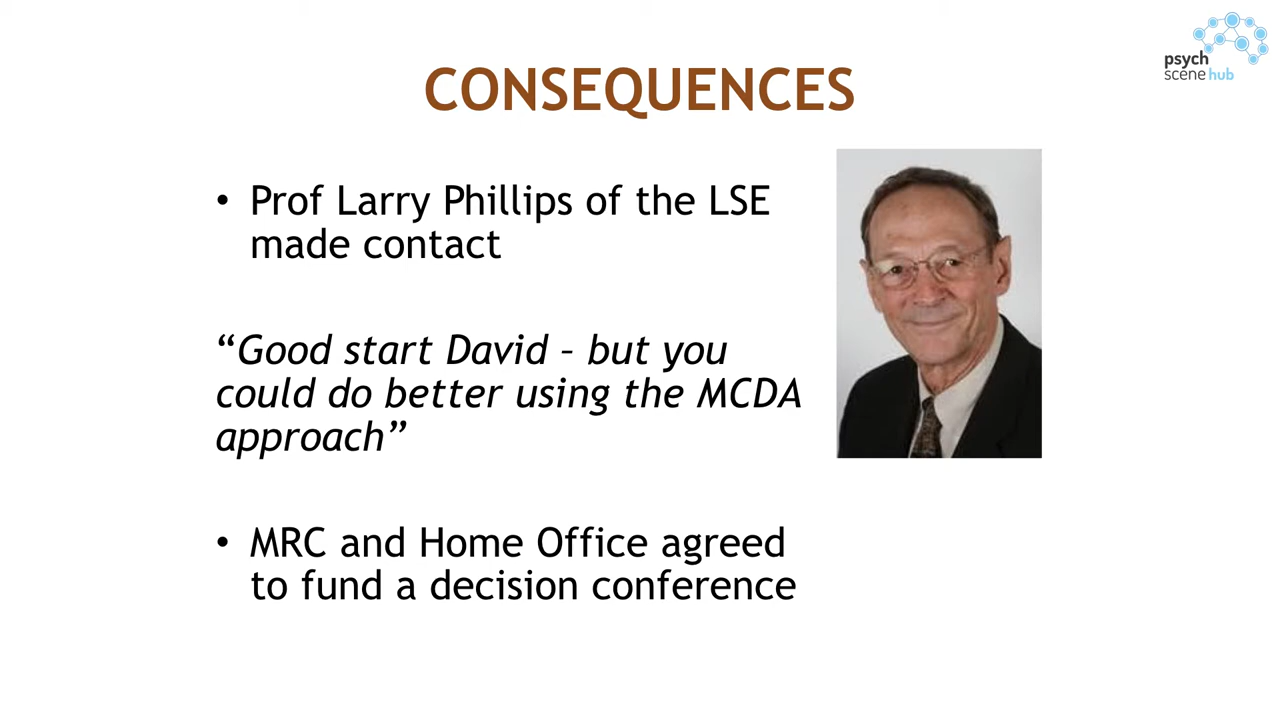 psych
scene hub
CONSEQUENCES
• Prof Larry Phillips of the LSE
made contact
“Good start David – but you
could do better using the MCDA
approach”
• MRC and Home Office agreed
to fund a decision conference